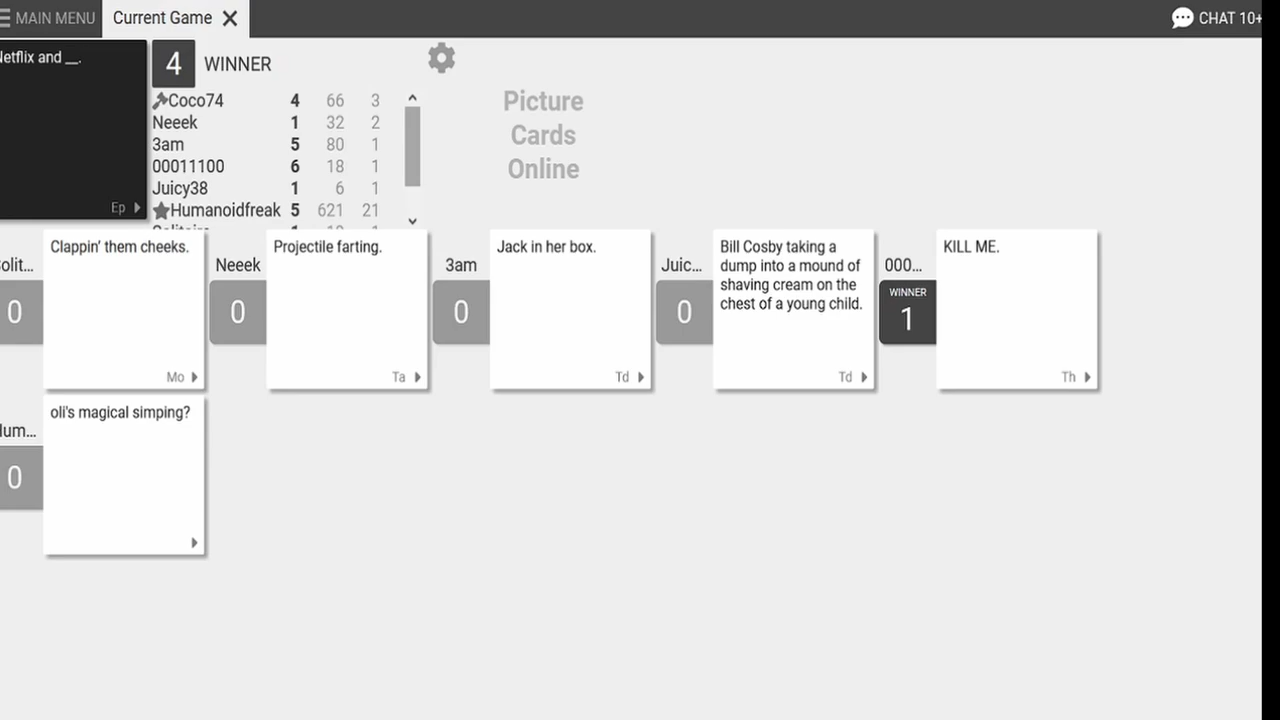 MAIN MENU
Current Game
CHAT 10+
Netflix and __.
Ep
4 WINNER
Coco74 4 66 3
Neeek 1 32 2
3am 5 80 1
00011100 6 18 1
Juicy38 1 6 1
Humanoidfreak 5 621 21
Picture
Cards
Online
Solit...
0
Clappin' them cheeks.
Mo
Neeek
0
Projectile farting.
Ta
3am
0
Jack in her box.
Td
Juic...
0
Bill Cosby taking a
dump into a mound of
shaving cream on the
chest of a young child.
Td
000...
WINNER
1
KILL ME.
Th
Hum...
0
oli's magical simping?